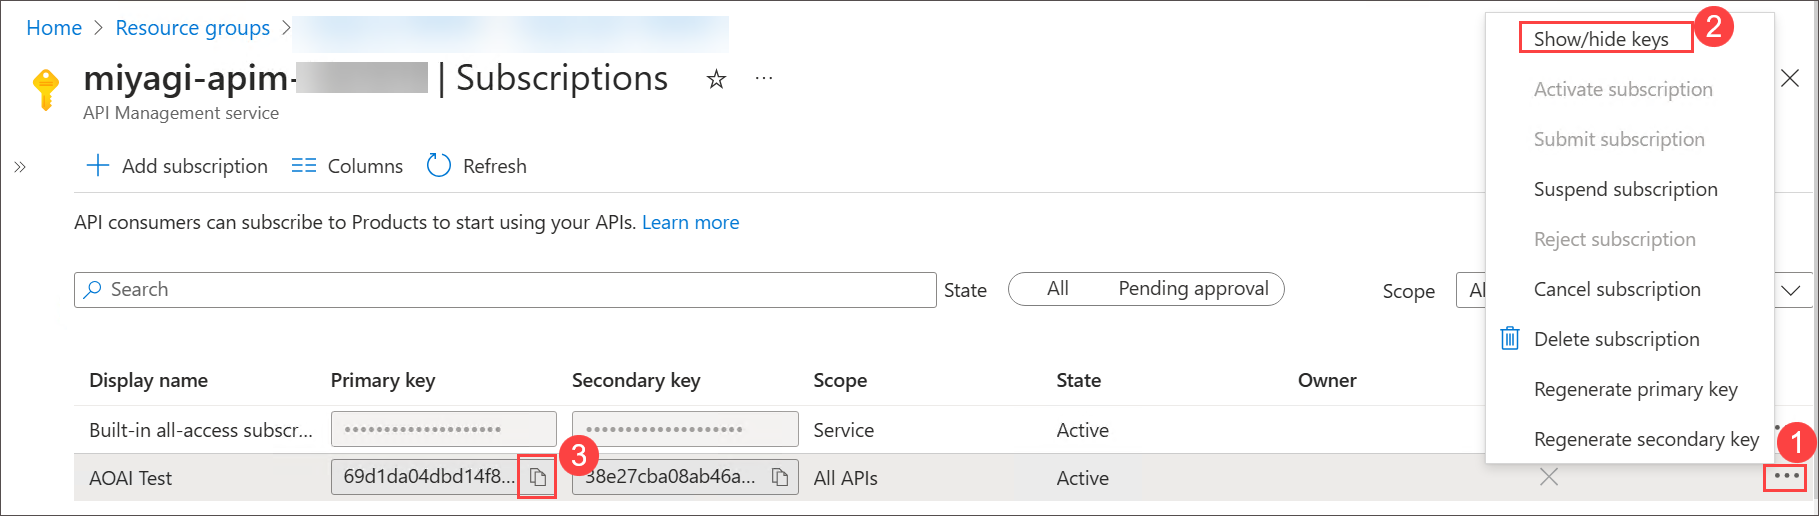 Home > Resource groups >
miyagi-apim- | Subscriptions ☆ ···
API Management service
» + Add subscription Columns Refresh
API consumers can subscribe to Products to start using your APIs. Learn more
Search State All Pending approval Scope Al
Display name Primary key Secondary key Scope State Owner
Built-in all-access subscr... •••••••••••••••••••• •••••••••••••••••••• Service Active
AOAI Test 69d1da04dbd14f8... 3 38e27cba08ab46a... All APIs Active ••• 1
Show/hide keys 2
Activate subscription
Submit subscription
Suspend subscription
Reject subscription
Cancel subscription
Delete subscription
Regenerate primary key
Regenerate secondary key